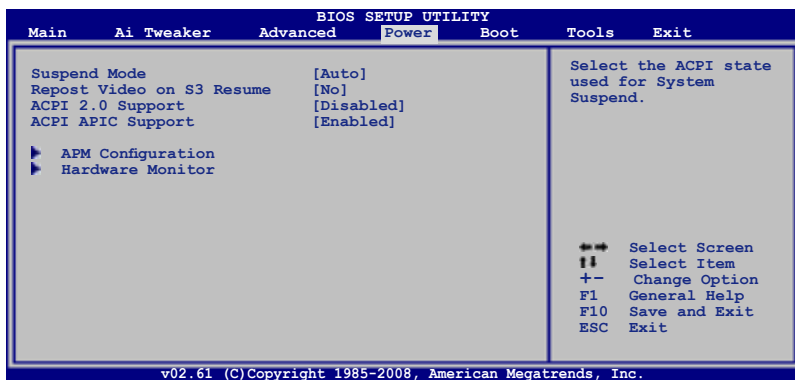 BIOS SETUP UTILITY
Main Ai Tweaker Advanced Power Boot Tools Exit
Suspend Mode [Auto]
Repost Video on S3 Resume [No]
ACPI 2.0 Support [Disabled]
ACPI APIC Support [Enabled]
APM Configuration
Hardware Monitor
Select the ACPI state
used for System
Suspend.
←→ Select Screen
↑↓ Select Item
+- Change Option
F1 General Help
F10 Save and Exit
ESC Exit
v02.61 (C)Copyright 1985-2008, American Megatrends, Inc.